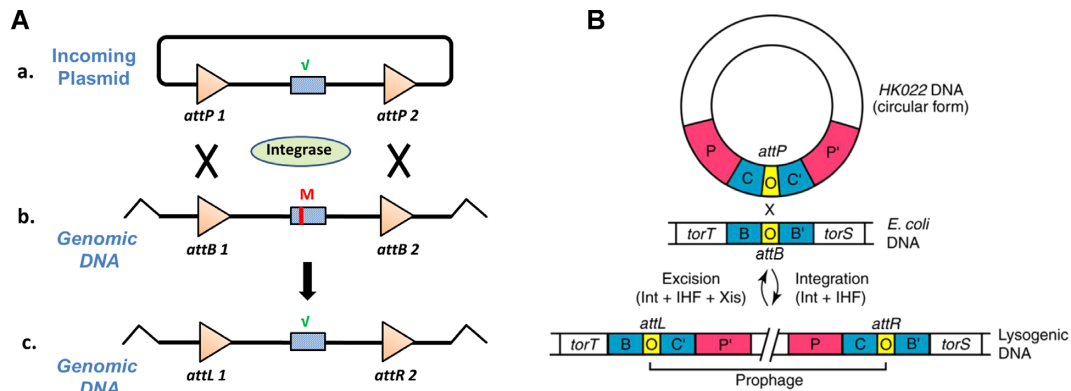 A
a.
Incoming
Plasmid
√
attP 1
attP 2
Integrase
M
b.
Genomic
DNA
attB 1
attB 2
√
c.
Genomic
DNA
attL 1
attR 2
B
HK022 DNA
(circular form)
attP
P
P'
C
O
C'
X
torT
B
O
B'
torS
E. coli
DNA
attB
Excision
(Int + IHF + Xis)
Integration
(Int + IHF)
attL
attR
torT
B
O
C'
P'
P
C
O
B'
torS
Lysogenic
DNA
Prophage